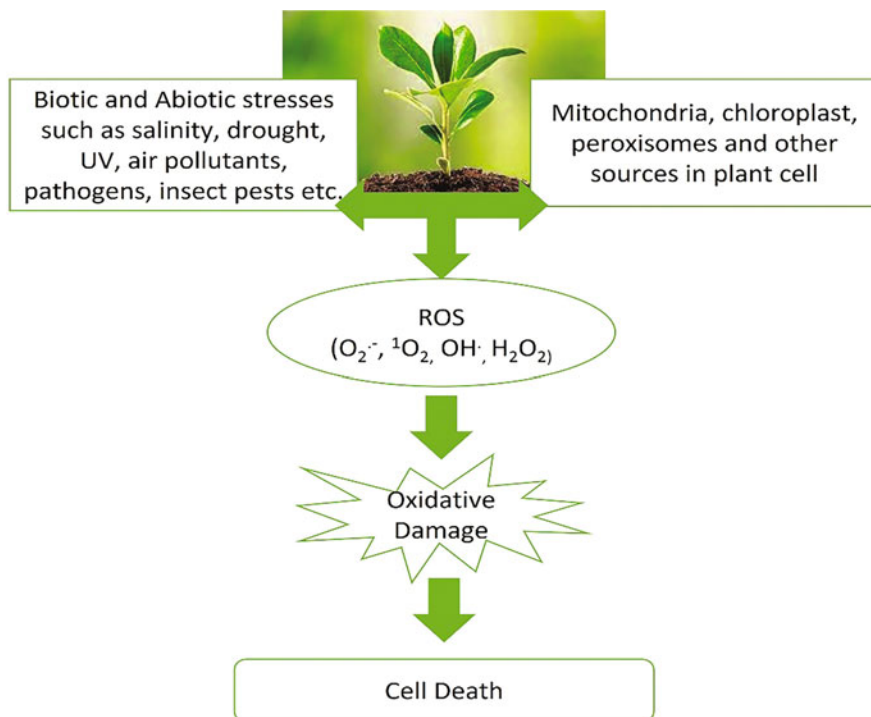 Biotic and Abiotic stresses
such as salinity, drought,
UV, air pollutants,
pathogens, insect pests etc.
Mitochondria, chloroplast,
peroxisomes and other
sources in plant cell
ROS
(O₂·⁻, ¹O₂, OH·, H₂O₂)
Oxidative
Damage
Cell Death